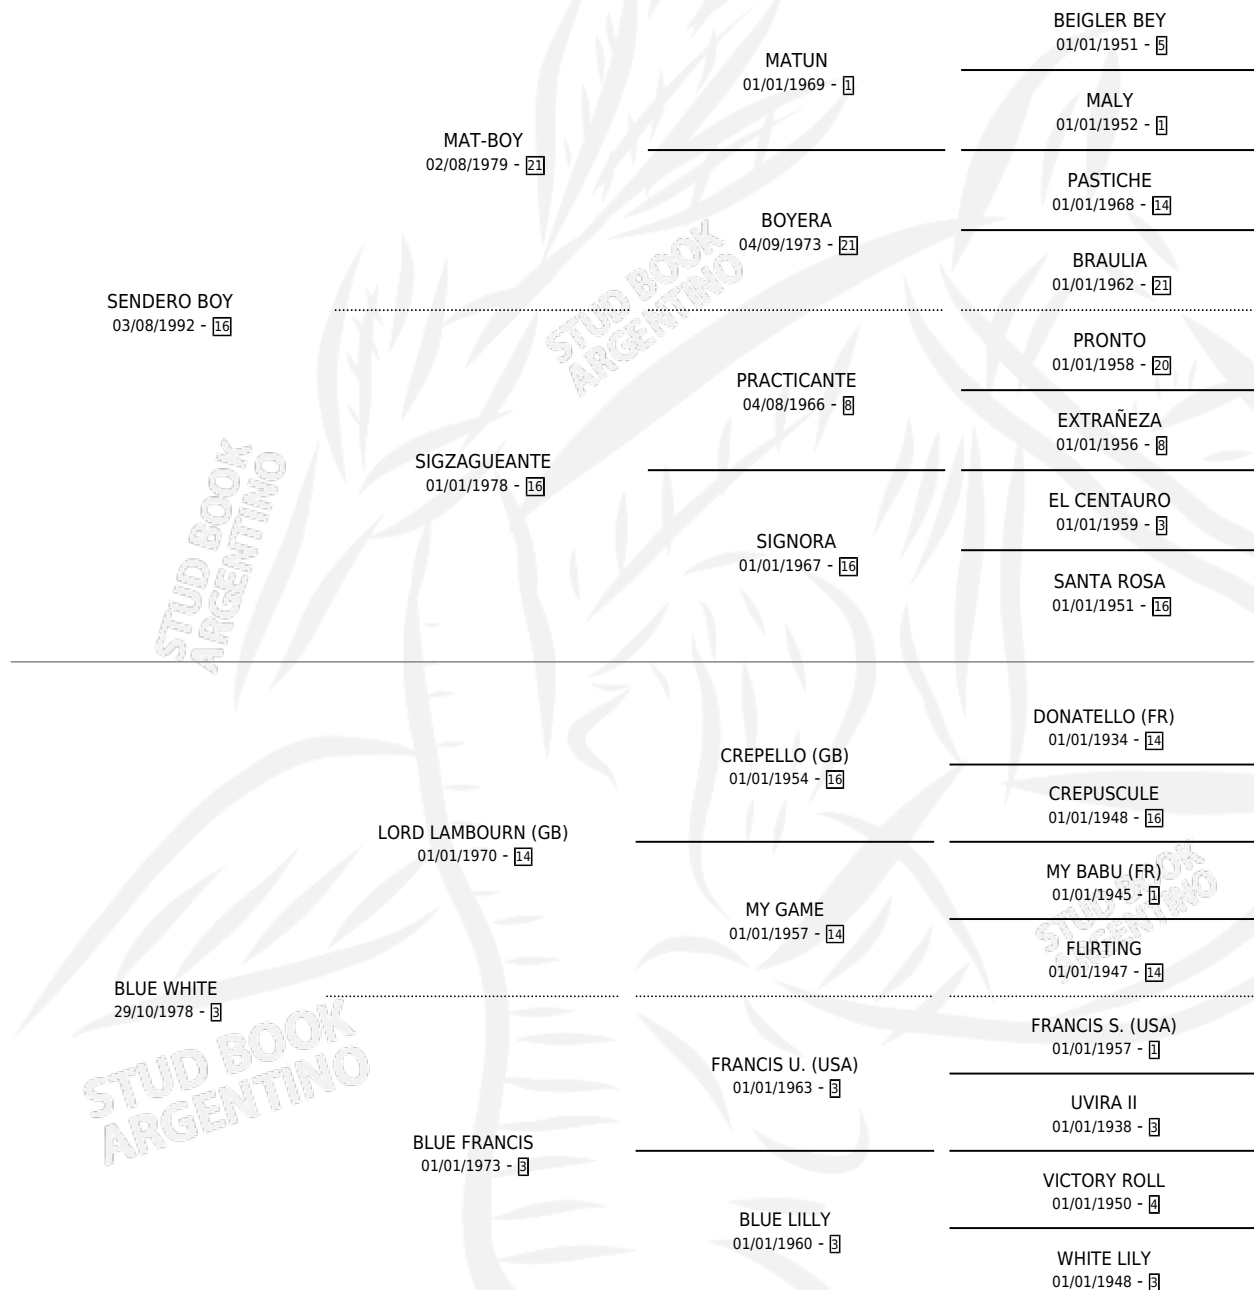 BEIGLER BEY
01/01/1951 - 5
MATUN
01/01/1969 - 1
MALY
01/01/1952 - 1
MAT-BOY
02/08/1979 - 21
PASTICHE
01/01/1968 - 14
BOYERA
04/09/1973 - 21
BRAULIA
01/01/1962 - 21
SENDERO BOY
03/08/1992 - 16
PRONTO
01/01/1958 - 20
PRACTICANTE
04/08/1966 - 8
EXTRAÑEZA
01/01/1956 - 8
SIGZAGUEANTE
01/01/1978 - 16
EL CENTAURO
01/01/1959 - 3
SIGNORA
01/01/1967 - 16
SANTA ROSA
01/01/1951 - 16
DONATELLO (FR)
01/01/1934 - 14
CREPELLO (GB)
01/01/1954 - 16
CREPUSCULE
01/01/1948 - 16
LORD LAMBOURN (GB)
01/01/1970 - 14
MY BABU (FR)
01/01/1945 - 1
MY GAME
01/01/1957 - 14
FLIRTING
01/01/1947 - 14
BLUE WHITE
29/10/1978 - 3
FRANCIS S. (USA)
01/01/1957 - 1
FRANCIS U. (USA)
01/01/1963 - 3
UVIRA II
01/01/1938 - 3
BLUE FRANCIS
01/01/1973 - 3
VICTORY ROLL
01/01/1950 - 4
BLUE LILLY
01/01/1960 - 3
WHITE LILY
01/01/1948 - 3
STUD BOOK
ARGENTINO
STUD BOOK
ARGENTINO
STUD BOOK
ARGENTINO
STUD BOOK
ARGENTINO